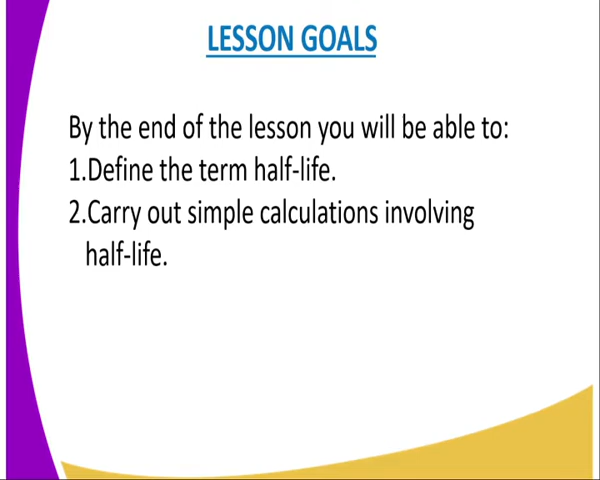 LESSON GOALS
By the end of the lesson you will be able to:
1.Define the term half-life.
2.Carry out simple calculations involving
half-life.